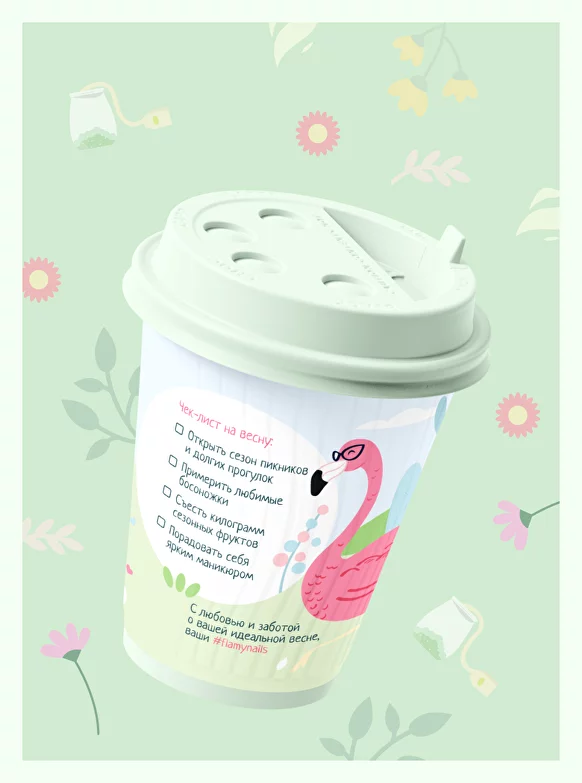 Чек-лист на весну:
Открыть сезон пикников
и долгих прогулок
Примерить любимые
босоножки
Съесть килограмм
сезонных фруктов
Порадовать себя
ярким маникюром
С любовью и заботой
о вашей идеальной весне,
ваши #flamynails